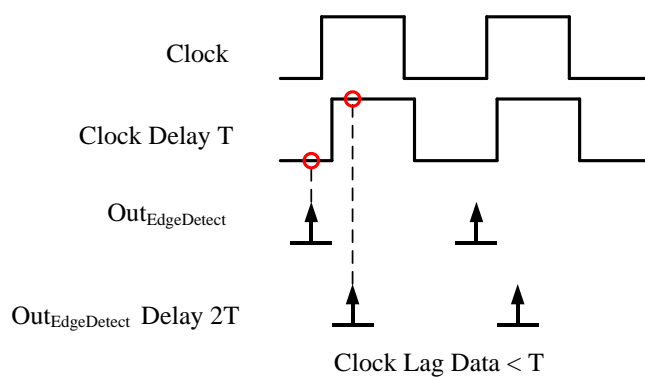 Clock
Clock Delay T
OutEdgeDetect
OutEdgeDetect Delay 2T
Clock Lag Data < T